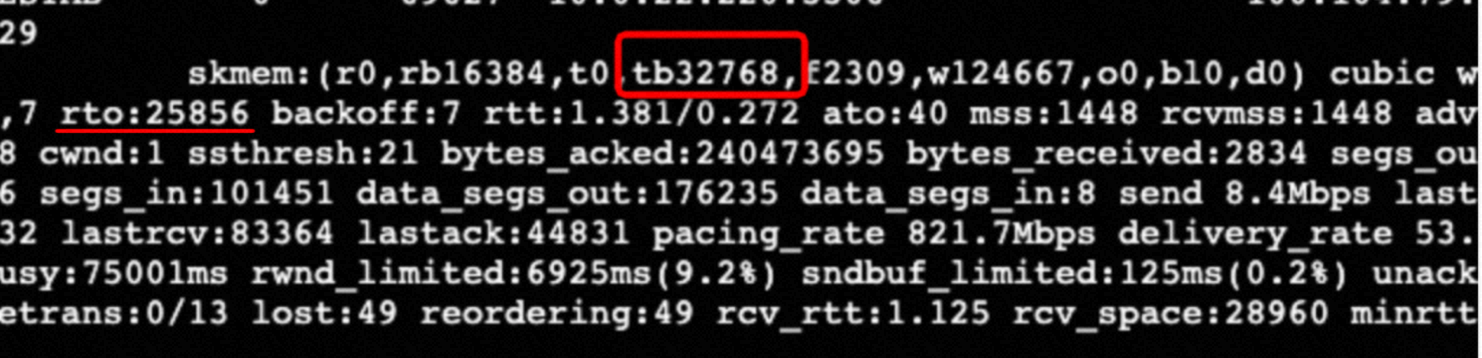 29
skmem:(r0,rb16384,t0,tb32768,f2309,w124667,o0,bl0,d0) cubic w
,7 rto:25856 backoff:7 rtt:1.381/0.272 ato:40 mss:1448 rcvmss:1448 adv
8 cwnd:1 ssthresh:21 bytes_acked:240473695 bytes_received:2834 segs_ou
6 segs_in:101451 data_segs_out:176235 data_segs_in:8 send 8.4Mbps last
32 lastrcv:83364 lastack:44831 pacing_rate 821.7Mbps delivery_rate 53.
usy:75001ms rwnd_limited:6925ms(9.2%) sndbuf_limited:125ms(0.2%) unack
etrans:0/13 lost:49 reordering:49 rcv_rtt:1.125 rcv_space:28960 minrtt